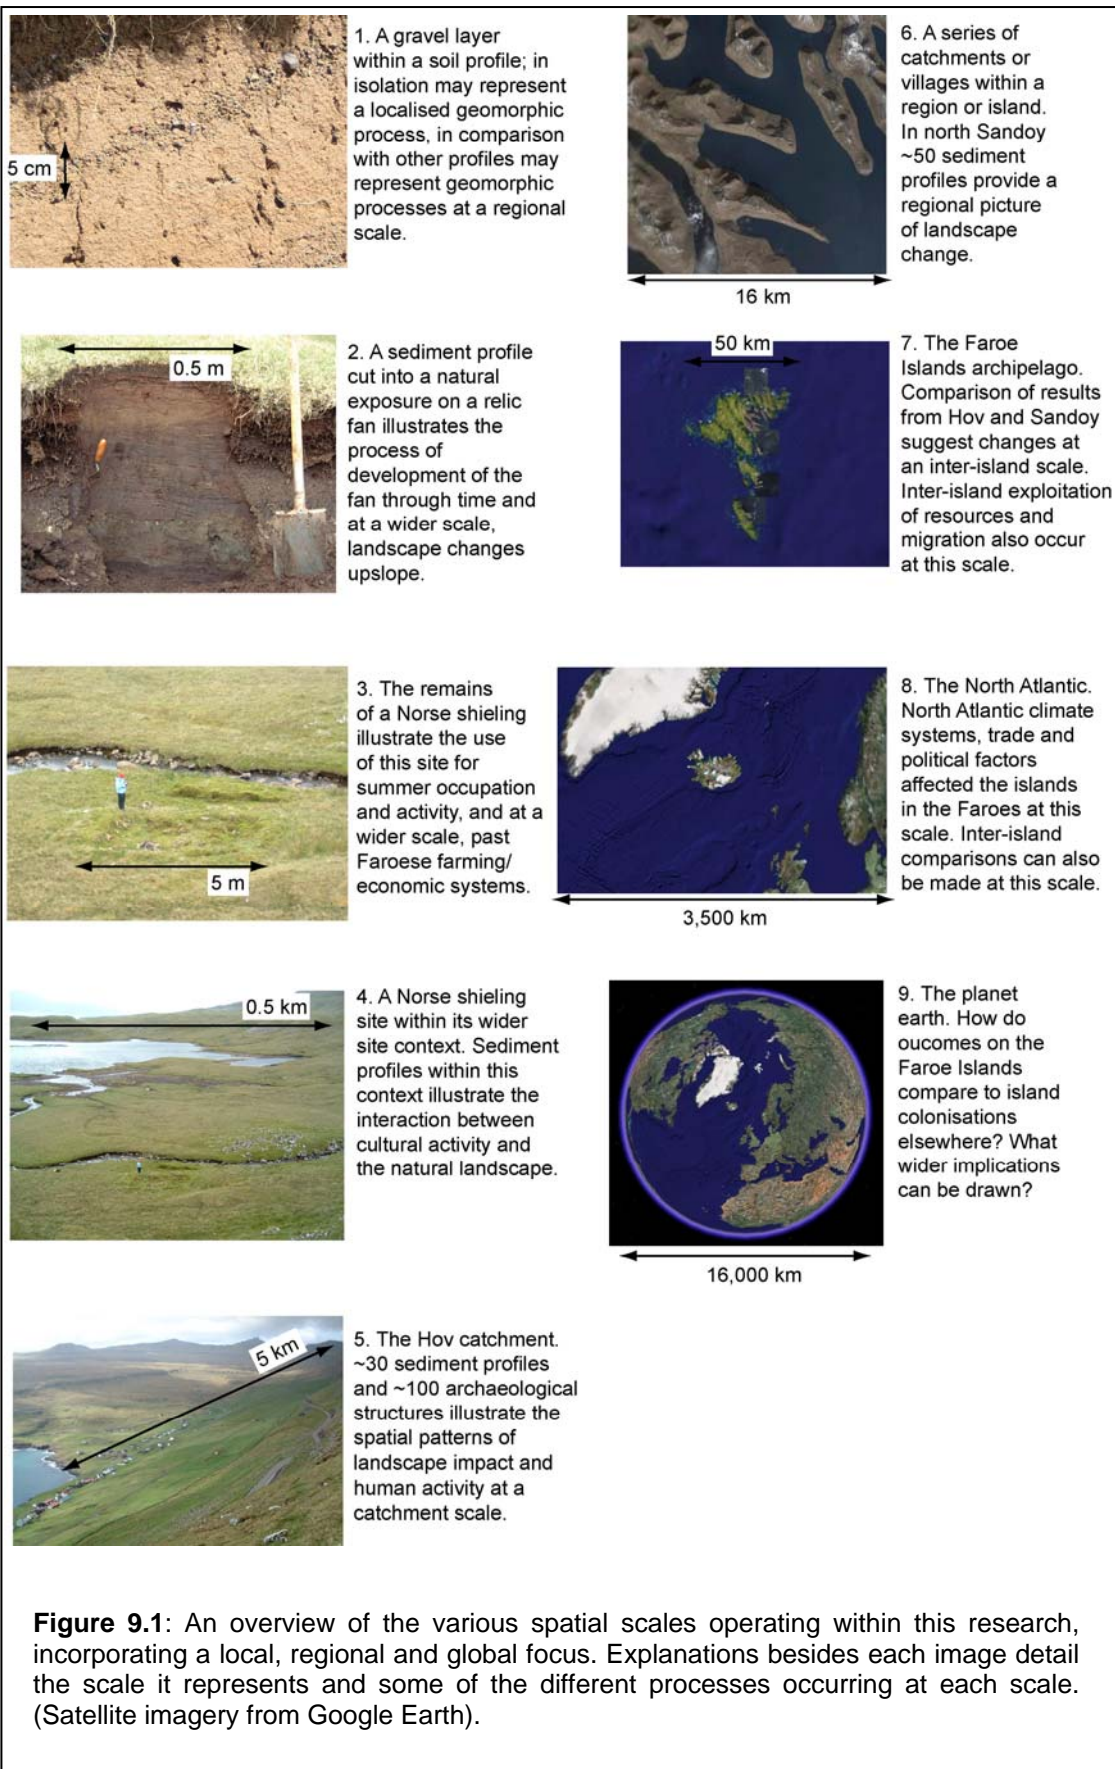 5 cm
1. A gravel layer
within a soil profile; in
isolation may represent
a localised geomorphic
process, in comparison
with other profiles may
represent geomorphic
processes at a regional
scale.
0.5 m
2. A sediment profile
cut into a natural
exposure on a relic
fan illustrates the
process of
development of the
fan through time and
at a wider scale,
landscape changes
upslope.
5 m
3. The remains
of a Norse shieling
illustrate the use
of this site for
summer occupation
and activity, and at a
wider scale, past
Faroese farming/
economic systems.
0.5 km
4. A Norse shieling
site within its wider
site context. Sediment
profiles within this
context illustrate the
interaction between
cultural activity and
the natural landscape.
5 km
5. The Hov catchment.
~30 sediment profiles
and ~100 archaeological
structures illustrate the
spatial patterns of
landscape impact and
human activity at a
catchment scale.
16 km
6. A series of
catchments or
villages within a
region or island.
In north Sandoy
~50 sediment
profiles provide a
regional picture
of landscape
change.
50 km
7. The Faroe
Islands archipelago.
Comparison of results
from Hov and Sandoy
suggest changes at
an inter-island scale.
Inter-island exploitation
of resources and
migration also occur
at this scale.
3,500 km
8. The North Atlantic.
North Atlantic climate
systems, trade and
political factors
affected the islands
in the Faroes at this
scale. Inter-island
comparisons can also
be made at this scale.
16,000 km
9. The planet
earth. How do
oucomes on the
Faroe Islands
compare to island
colonisations
elsewhere? What
wider implications
can be drawn?
Figure 9.1: An overview of the various spatial scales operating within this research,
incorporating a local, regional and global focus. Explanations besides each image detail
the scale it represents and some of the different processes occurring at each scale.
(Satellite imagery from Google Earth).